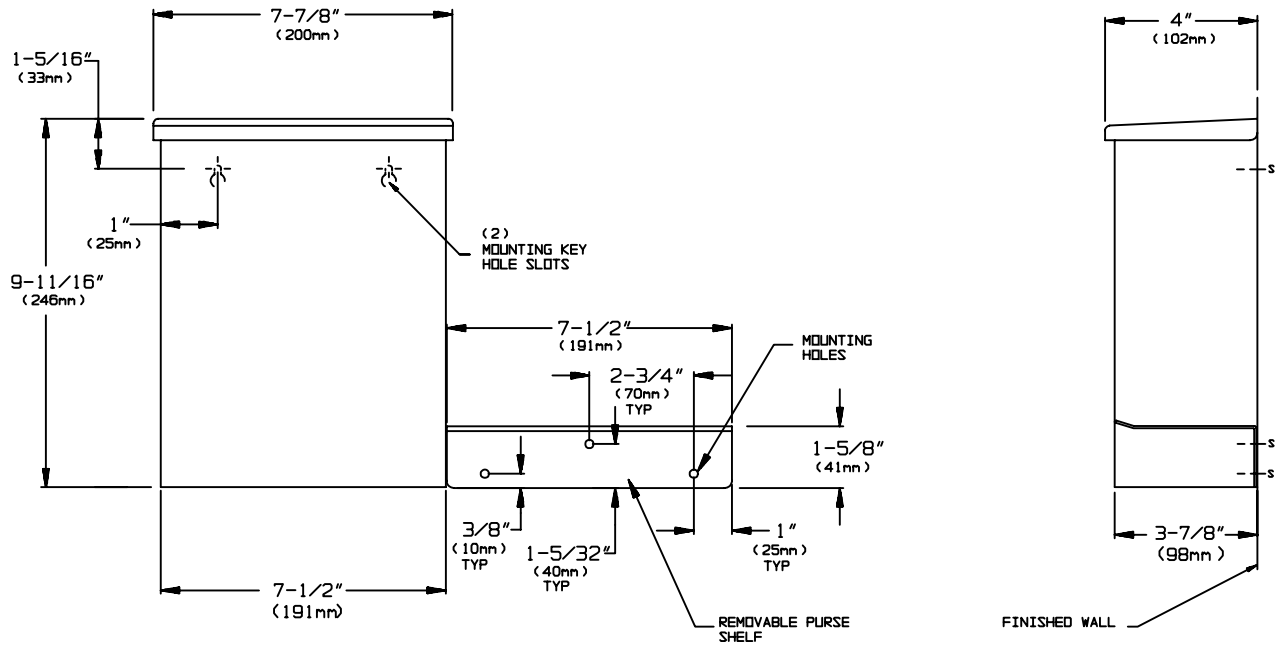 7-7/8"
(200mm)
4"
(102mm)
1-5/16"
(33mm)
S
1"
(25mm)
(2)
MOUNTING KEY
HOLE SLOTS
9-11/16"
(246mm)
7-1/2"
(191mm)
MOUNTING
HOLES
2-3/4"
(70mm)
TYP
1-5/8"
(41mm)
S
S
3/8"
(10mm)
TYP
1-5/32"
(40mm)
TYP
1"
(25mm)
TYP
3-7/8"
(98mm)
7-1/2"
(191mm)
REMOVABLE PURSE
SHELF
FINISHED WALL